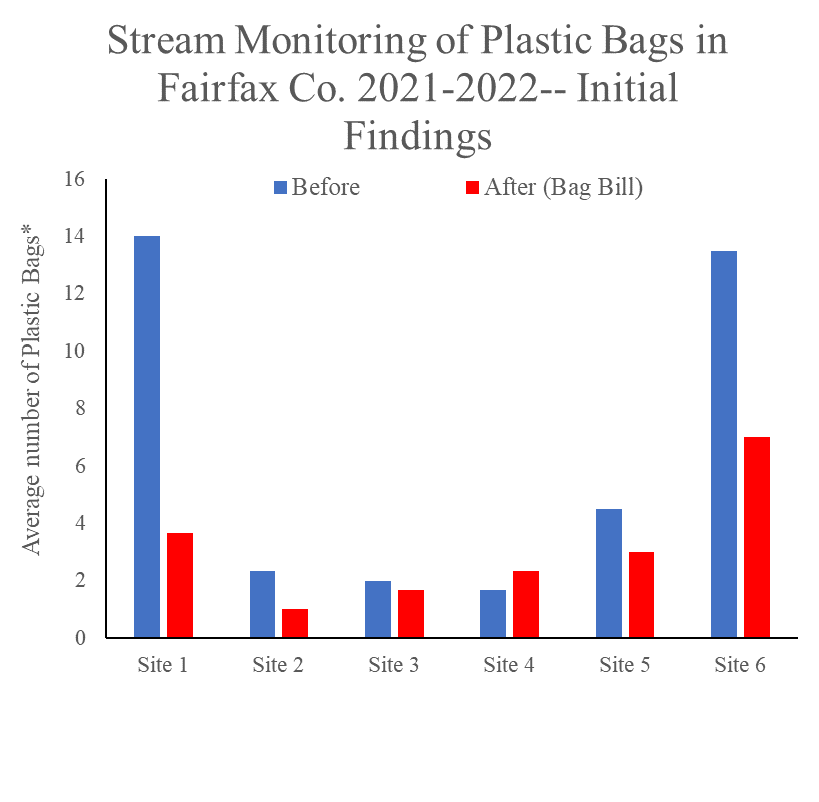 Stream Monitoring of Plastic Bags in
Fairfax Co. 2021-2022-- Initial
Findings
Before
After (Bag Bill)
Average number of Plastic Bags*
16
14
12
10
8
6
4
2
0
Site 1
Site 2
Site 3
Site 4
Site 5
Site 6